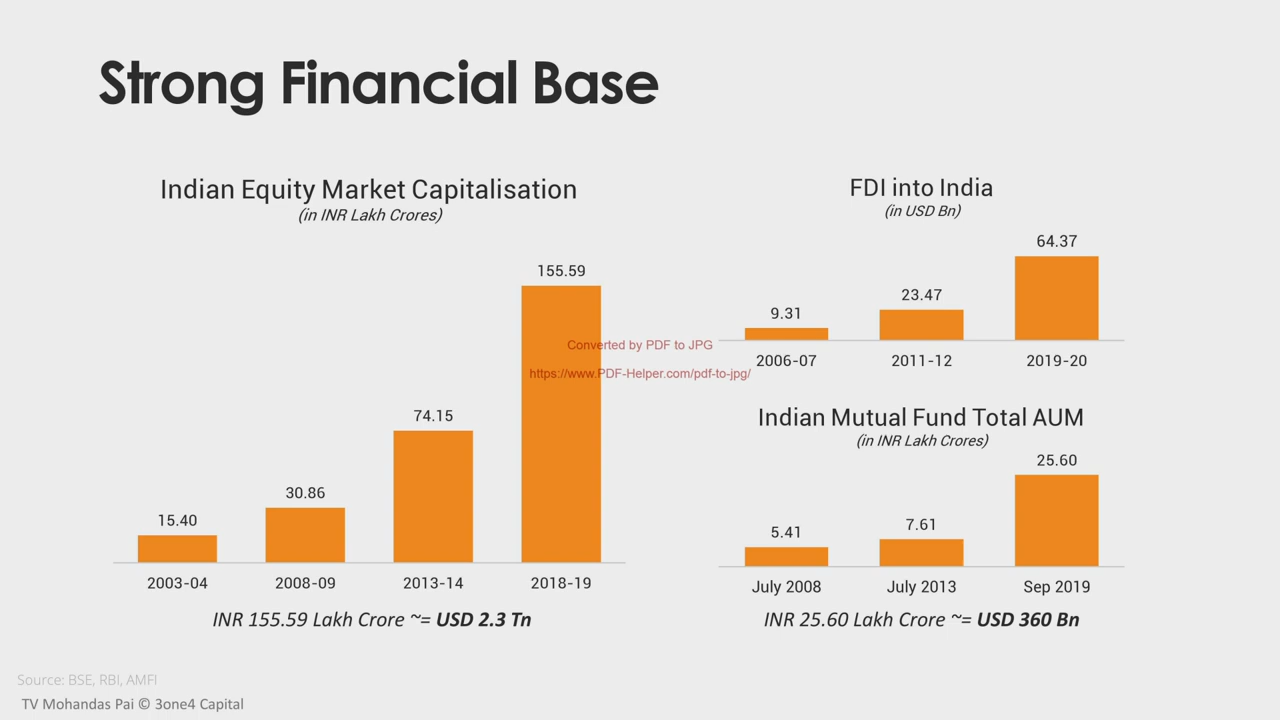 Strong Financial Base
Indian Equity Market Capitalisation
(in INR Lakh Crores)
155.59
74.15
30.86
15.40
2003-04 2008-09 2013-14 2018-19
INR 155.59 Lakh Crore ~= USD 2.3 Tn
FDI into India
(in USD Bn)
64.37
23.47
9.31
2006-07 2011-12 2019-20
Converted by PDF to JPG
https://www.PDF-Helper.com/pdf-to-jpg/
Indian Mutual Fund Total AUM
(in INR Lakh Crores)
25.60
7.61
5.41
July 2008 July 2013 Sep 2019
INR 25.60 Lakh Crore ~= USD 360 Bn
Source: BSE, RBI, AMFI
TV Mohandas Pai © 3one4 Capital